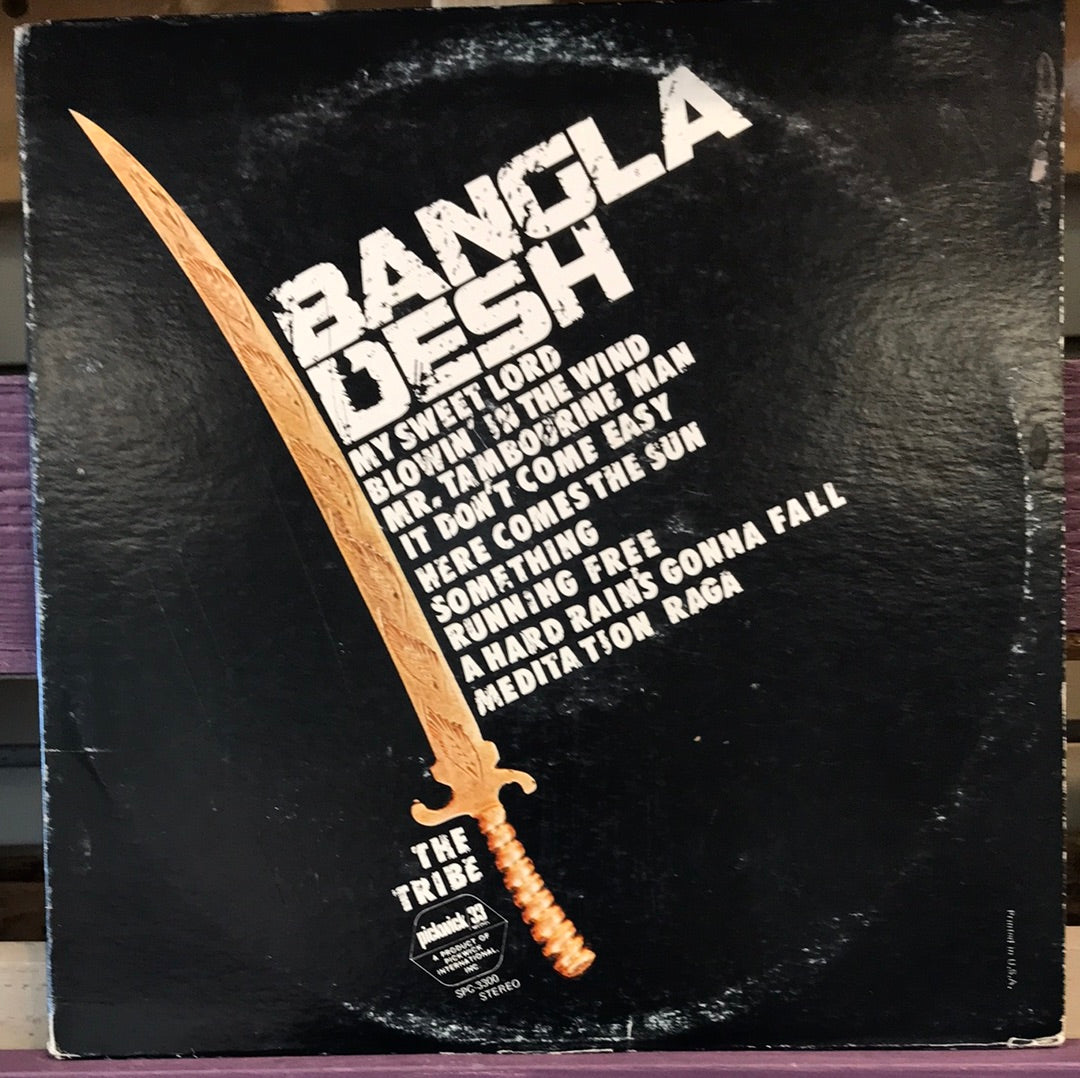 BANGLA
DESH
MY SWEET LORD
BLOWIN' IN THE WIND
MR. TAMBOURINE MAN
IT DON'T COME EASY
HERE COMES THE SUN
SOMETHING
RUNNING FREE
A HARD RAIN'S GONNA FALL
MEDITATION RAGA
THE
TRIBE
pickwick 33
A PRODUCT OF
PICKWICK
INTERNATIONAL
INC
SPC-3300
STEREO
Printed in U.S.A.